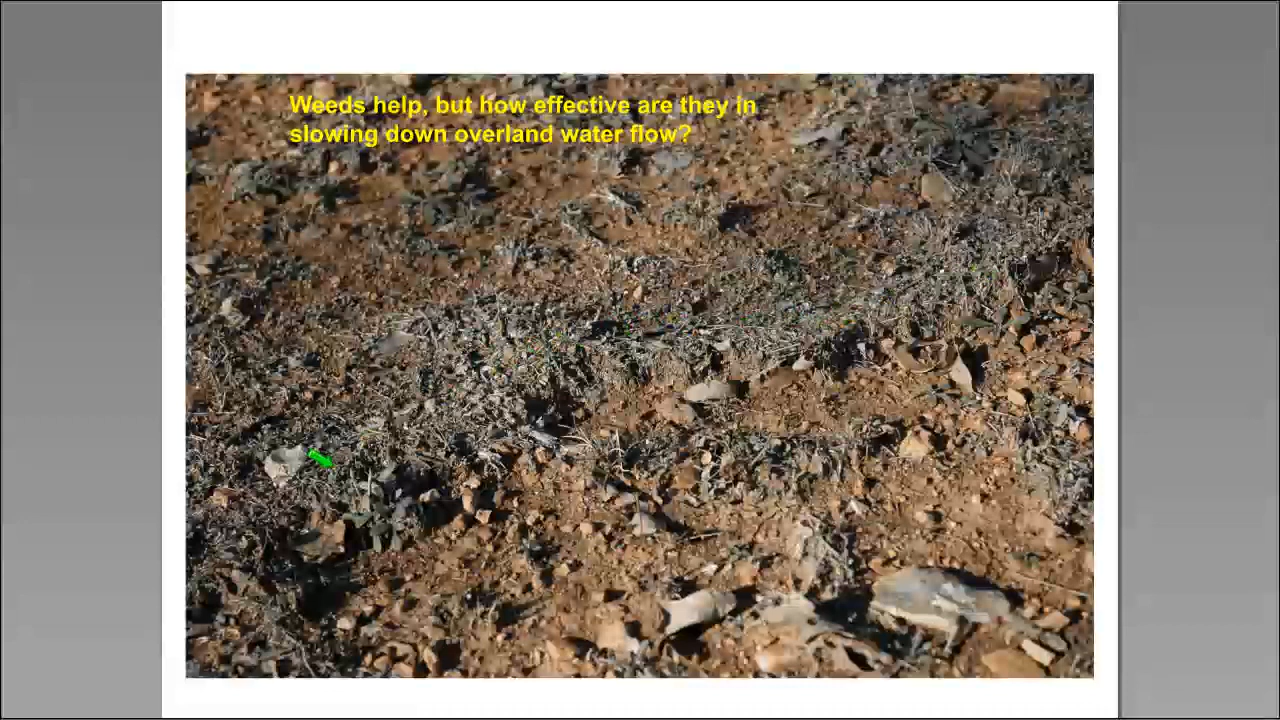 Weeds help, but how effective are they in
slowing down overland water flow?